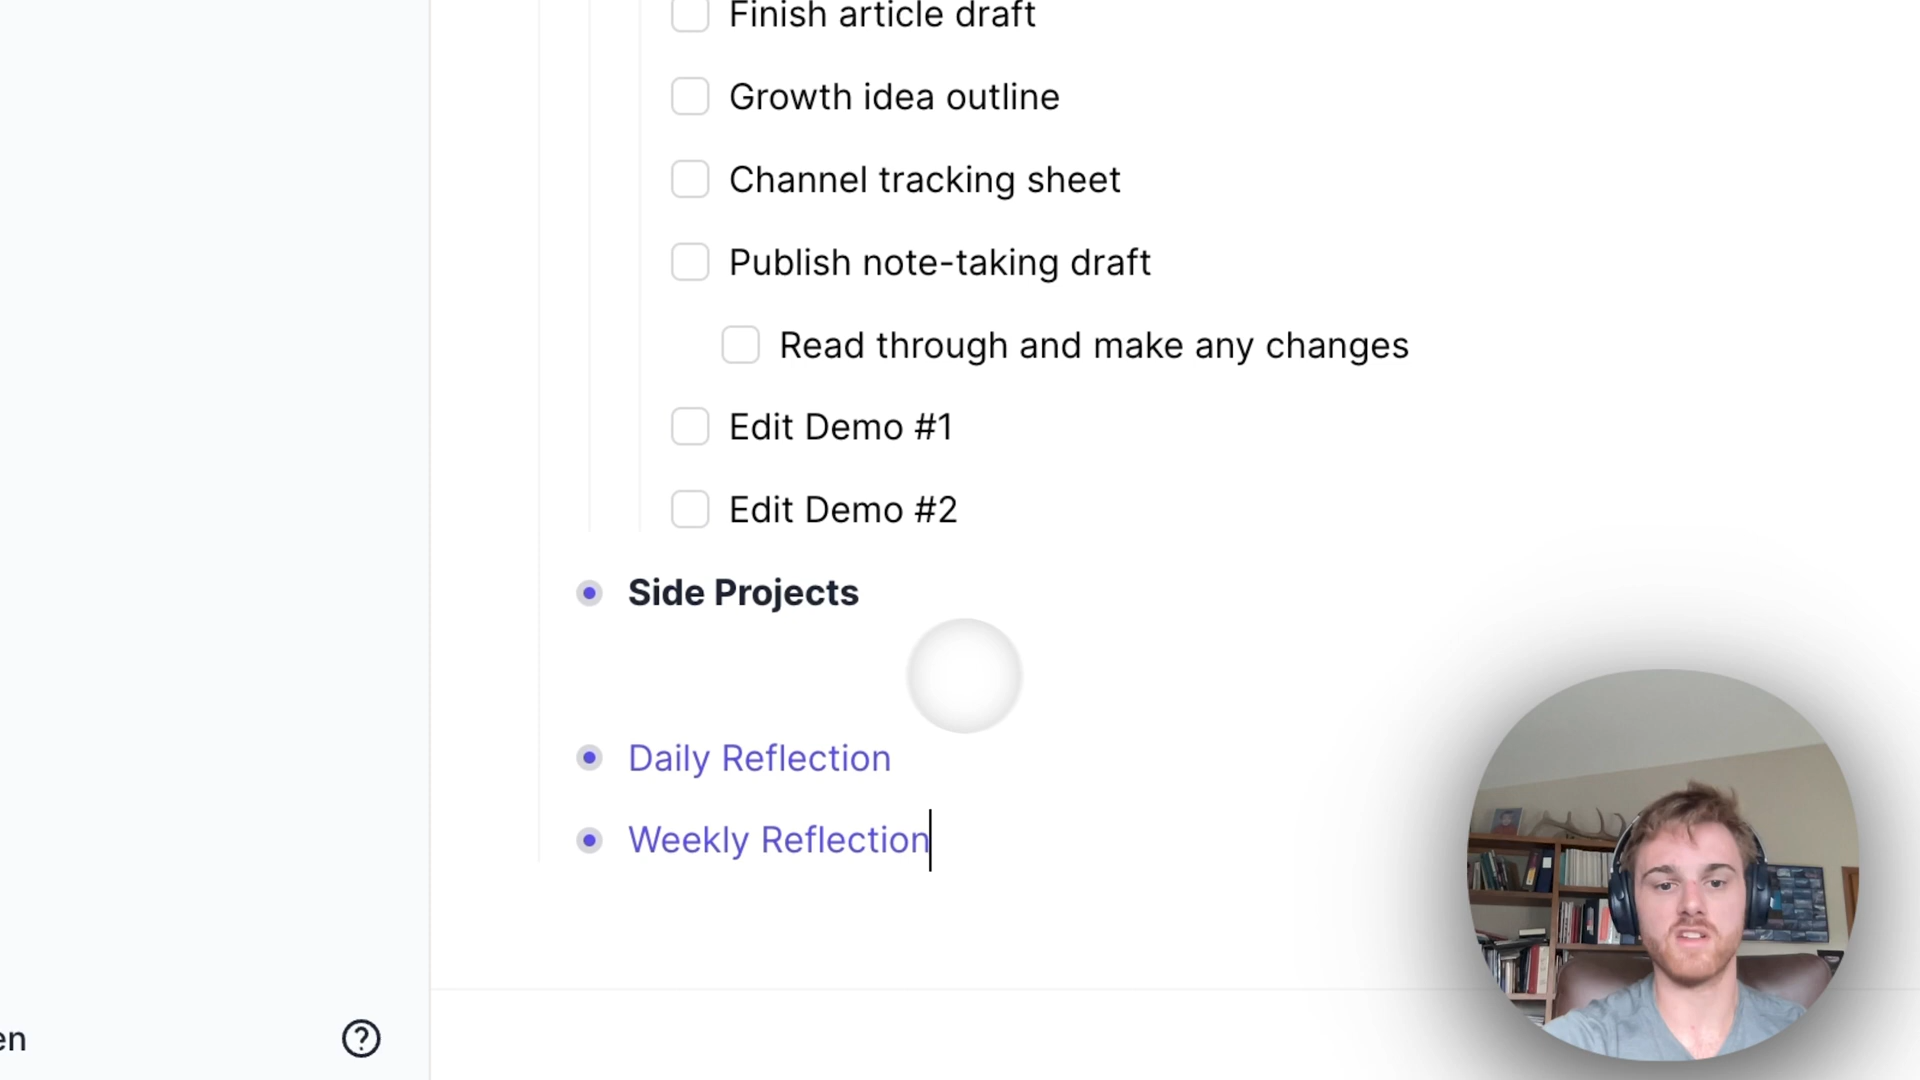 Finish article draft
Growth idea outline
Channel tracking sheet
Publish note-taking draft
Read through and make any changes
Edit Demo #1
Edit Demo #2
Side Projects
Daily Reflection
Weekly Reflection
en
?